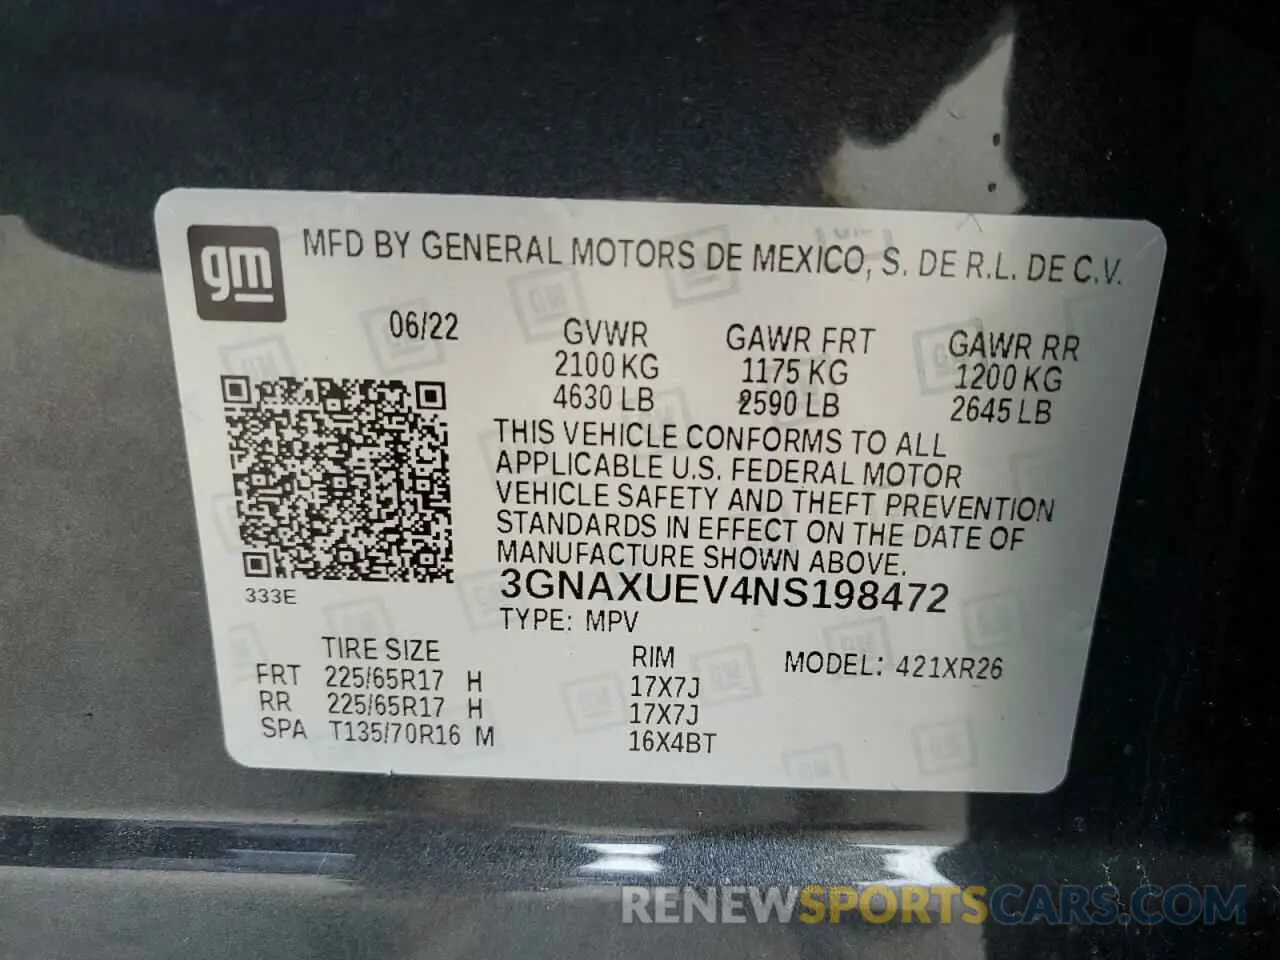 gm
MFD BY GENERAL MOTORS DE MEXICO, S. DE R.L. DE C.V.
06/22 GVWR GAWR FRT GAWR RR
2100 KG 1175 KG 1200 KG
4630 LB 2590 LB 2645 LB
THIS VEHICLE CONFORMS TO ALL
APPLICABLE U.S. FEDERAL MOTOR
VEHICLE SAFETY AND THEFT PREVENTION
STANDARDS IN EFFECT ON THE DATE OF
MANUFACTURE SHOWN ABOVE.
333E
3GNAXUEV4NS198472
TYPE: MPV
TIRE SIZE RIM MODEL: 421XR26
FRT 225/65R17 H 17X7J
RR 225/65R17 H 17X7J
SPA T135/70R16 M 16X4BT
RENEWSPORTSCARS.COM